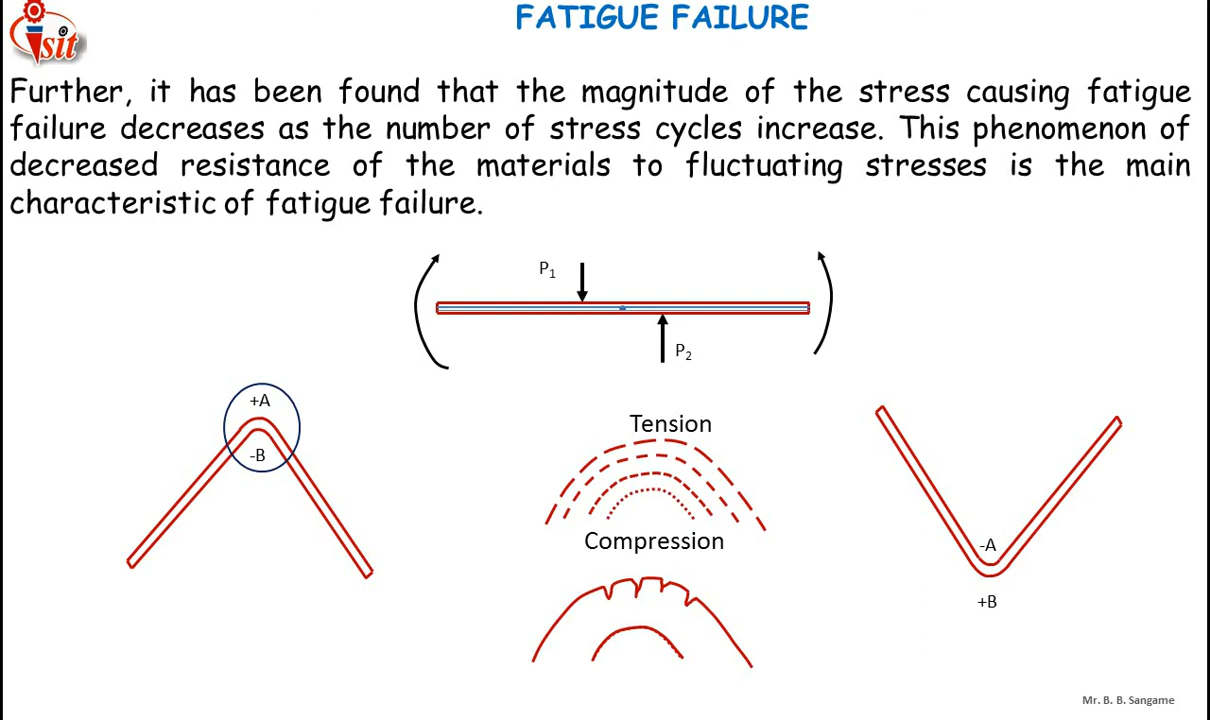 sit
FATIGUE FAILURE
Further, it has been found that the magnitude of the stress causing fatigue
failure decreases as the number of stress cycles increase. This phenomenon of
decreased resistance of the materials to fluctuating stresses is the main
characteristic of fatigue failure.
P₁
P₂
+A
-B
Tension
Compression
-A
+B
Mr. B. B. Sangame